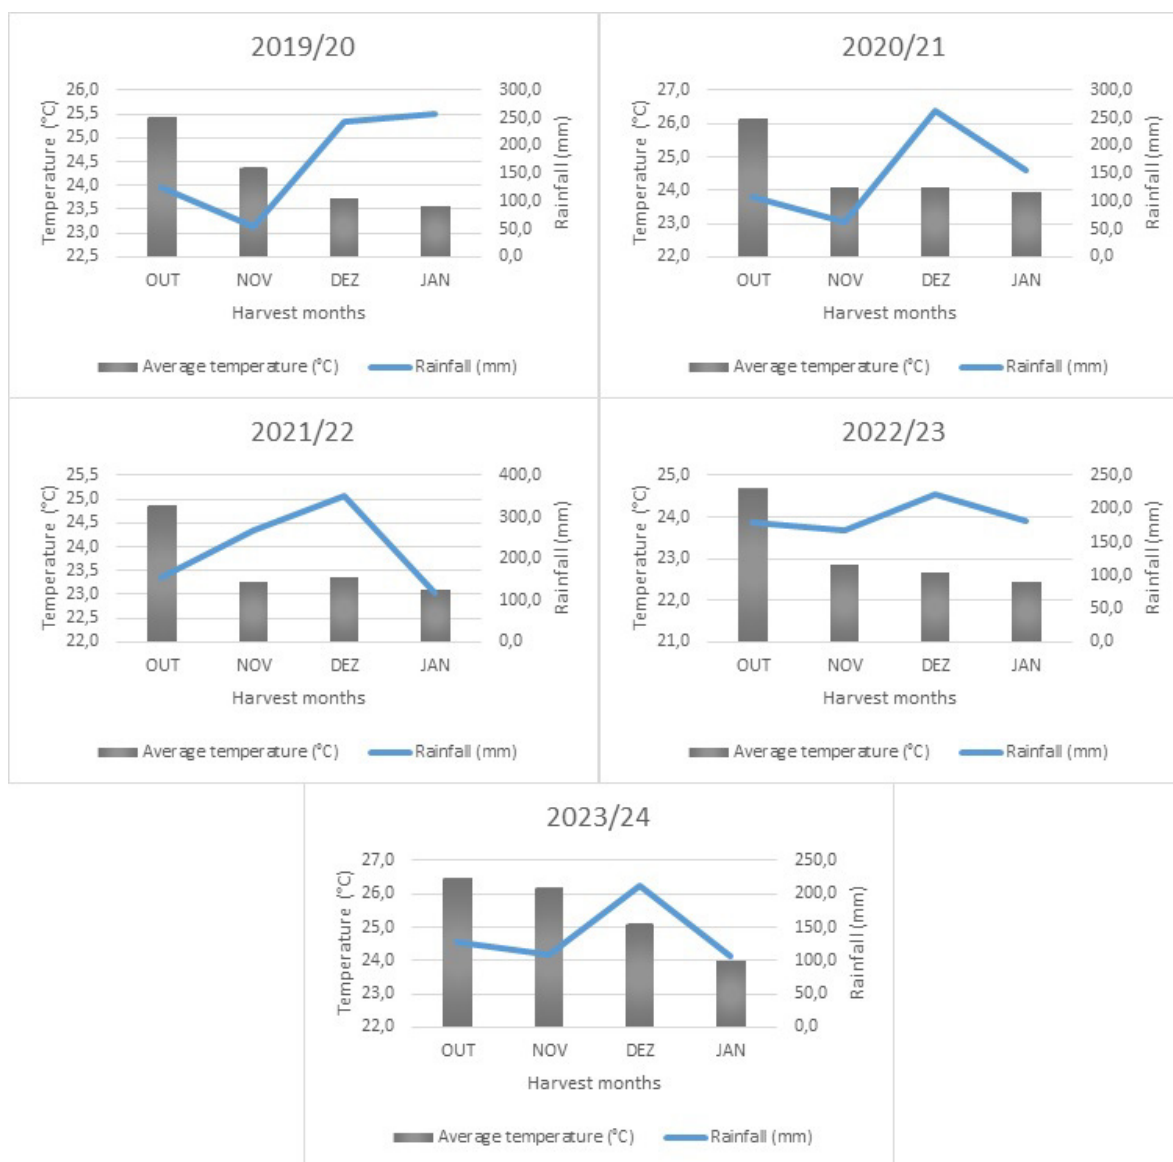 2019/20
Temperature (°C)
26,0
25,5
25,0
24,5
24,0
23,5
23,0
22,5
300,0
250,0
200,0
150,0
100,0
50,0
0,0
Rainfall (mm)
OUT NOV DEZ JAN
Harvest months
Average temperature (°C) Rainfall (mm)
2020/21
Temperature (°C)
27,0
26,0
25,0
24,0
23,0
22,0
300,0
250,0
200,0
150,0
100,0
50,0
0,0
Rainfall (mm)
OUT NOV DEZ JAN
Harvest months
Average temperature (°C) Rainfall (mm)
2021/22
Temperature (°C)
25,5
25,0
24,5
24,0
23,5
23,0
22,5
22,0
400,0
300,0
200,0
100,0
0,0
Rainfall (mm)
OUT NOV DEZ JAN
Harvest months
Average temperature (°C) Rainfall (mm)
2022/23
Temperature (°C)
25,0
24,0
23,0
22,0
21,0
250,0
200,0
150,0
100,0
50,0
0,0
Rainfall (mm)
OUT NOV DEZ JAN
Harvest months
Average temperature (°C) Rainfall (mm)
2023/24
Temperature (°C)
27,0
26,0
25,0
24,0
23,0
22,0
250,0
200,0
150,0
100,0
50,0
0,0
Rainfall (mm)
OUT NOV DEZ JAN
Harvest months
Average temperature (°C) Rainfall (mm)